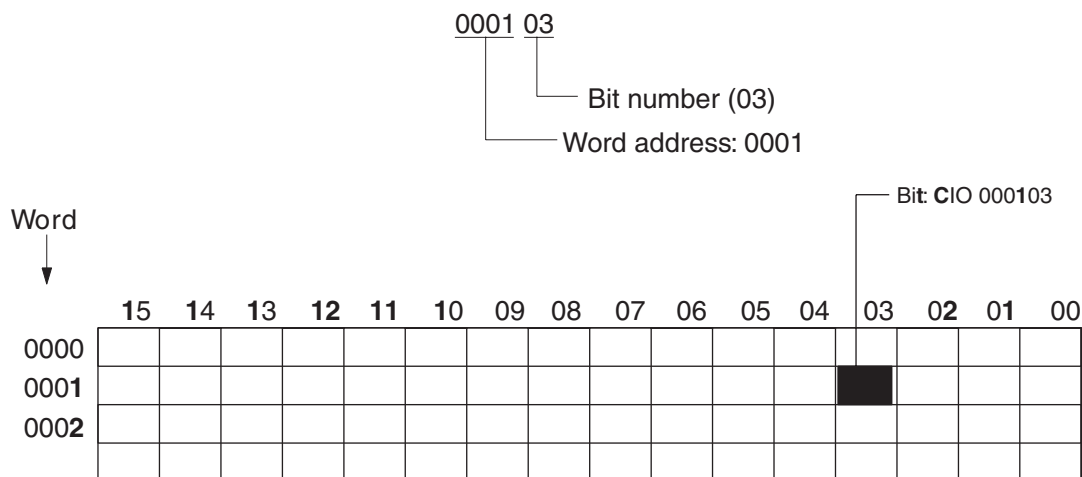 0001 03
Bit number (03)
Word address: 0001
Bit: CIO 000103
Word
15 14 13 12 11 10 09 08 07 06 05 04 03 02 01 00
0000
0001
0002